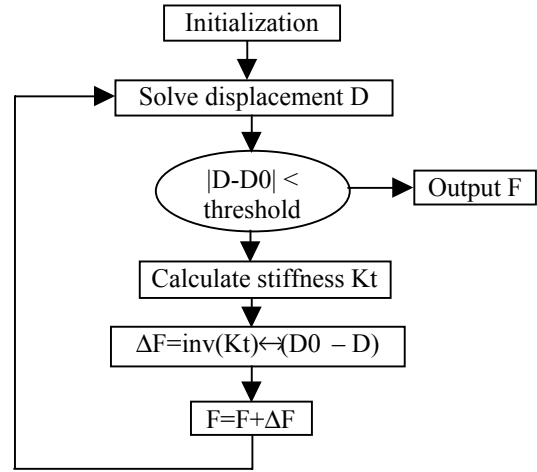 Initialization
Solve displacement D
|D-D0| <
threshold
Output F
Calculate stiffness Kt
ΔF=inv(Kt)↔(D0 – D)
F=F+ΔF